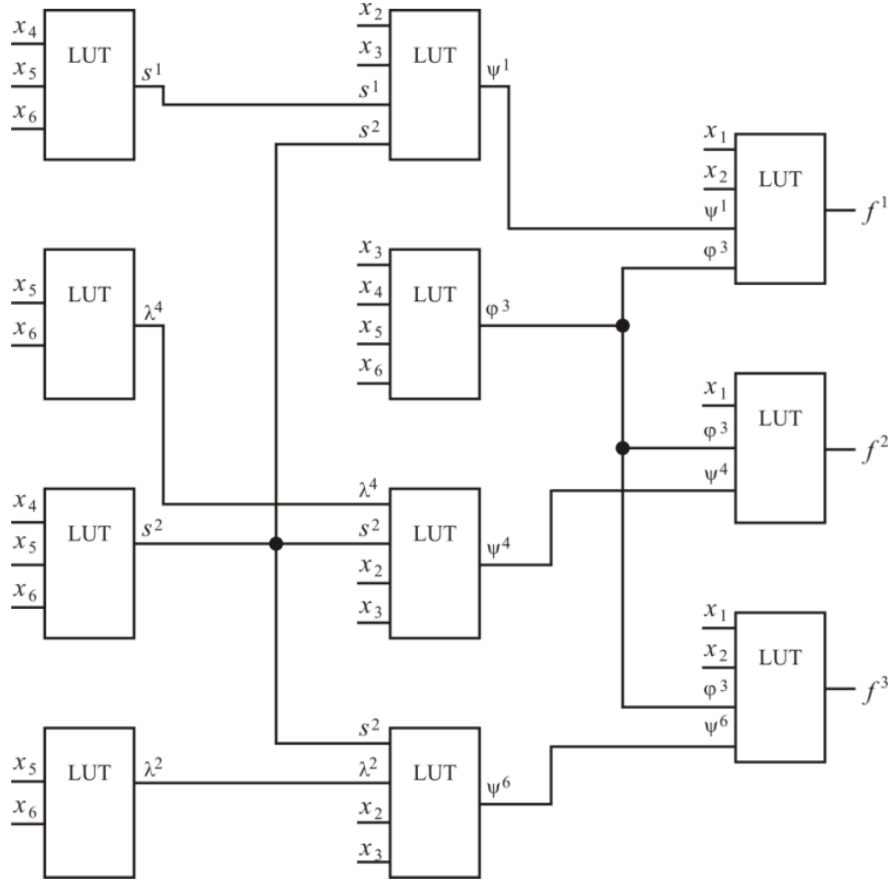 x₄
x₅
x₆
LUT
s¹
x₂
x₃
s¹
s²
LUT
ψ¹
x₁
x₂
ψ¹
φ³
LUT
f¹
x₅
x₆
LUT
λ⁴
x₃
x₄
x₅
x₆
LUT
φ³
x₁
φ³
ψ⁴
LUT
f²
x₄
x₅
x₆
LUT
s²
λ⁴
s²
x₂
x₃
LUT
ψ⁴
x₁
x₂
φ³
ψ⁶
LUT
f³
x₅
x₆
LUT
λ²
s²
λ²
x₂
x₃
LUT
ψ⁶